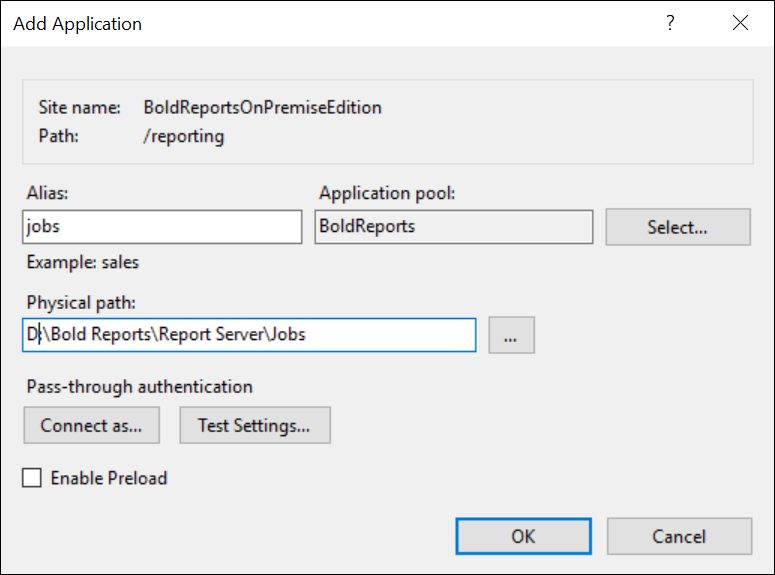 Add Application
?
Site name: BoldReportsOnPremiseEdition
Path: /reporting
Alias: Application pool:
jobs BoldReports Select...
Example: sales
Physical path:
D:\Bold Reports\Report Server\Jobs ...
Pass-through authentication
Connect as... Test Settings...
Enable Preload
OK Cancel